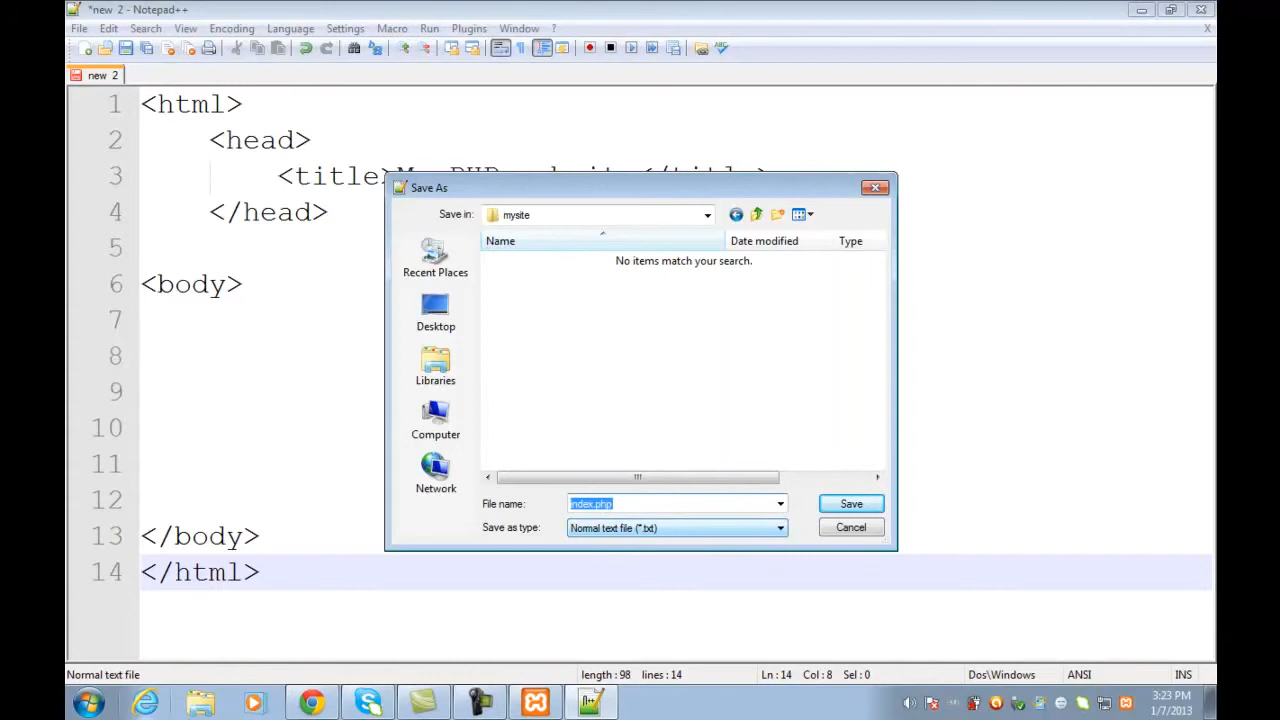 *new 2 - Notepad++
File Edit Search View Encoding Language Settings Macro Run Plugins Window ? X
new 2
1 <html>
2 <head>
3 <title>
4 </head>
5
6 <body>
7
8
9
10
11
12
13 </body>
14 </html>
Save As
Save in: mysite
Name Date modified Type
No items match your search.
Recent Places
Desktop
Libraries
Computer
Network
File name: index.php Save
Save as type: Normal text file (*.txt) Cancel
Normal text file length : 98 lines : 14 Ln : 14 Col : 8 Sel : 0 Dos\Windows ANSI INS
3:23 PM
1/7/2013